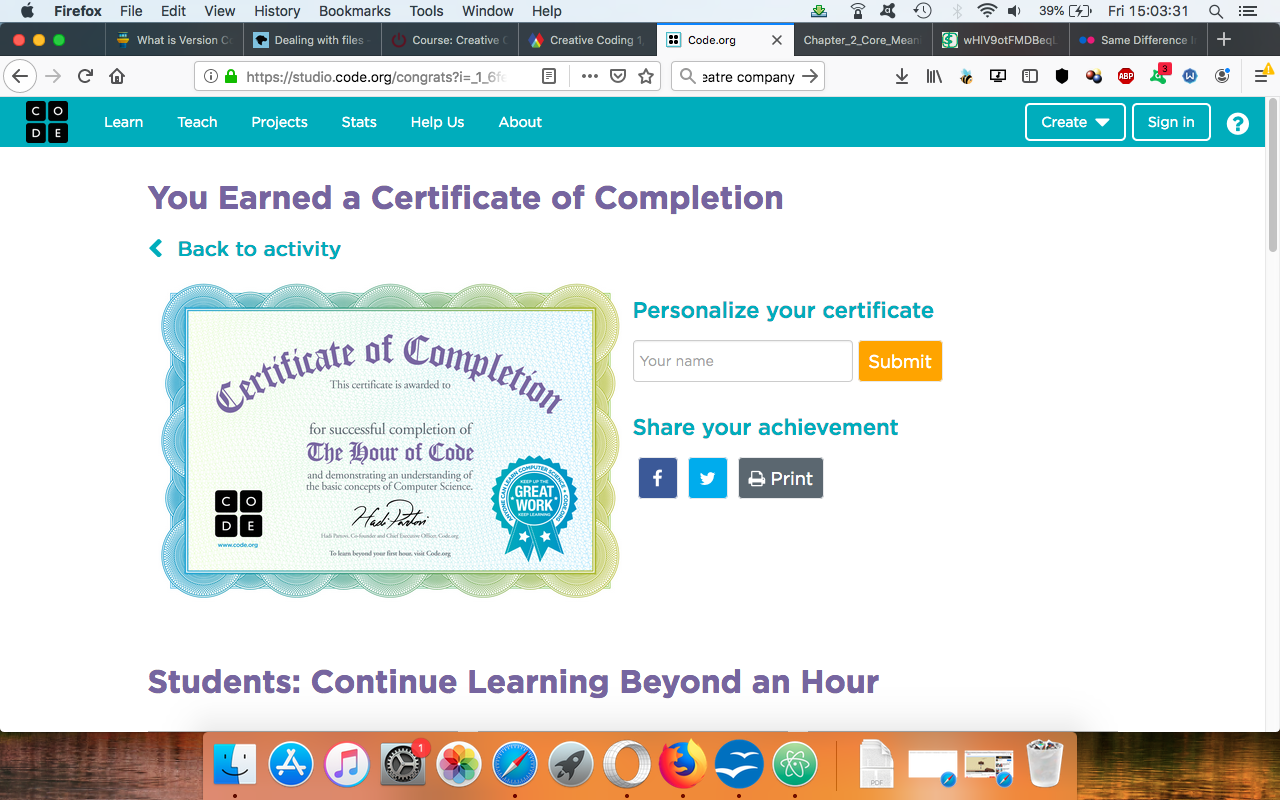 Firefox File Edit View History Bookmarks Tools Window Help 39% Fri 15:03:31
What is Version Dealing with files - Course: Creative Creative Coding 1, Code.org Chapter_2_Core_Mean wHIV9otFMDBeqL Same Difference
https://studio.code.org/congrats?i=_1_6f eatre company ABP 3
CODE Learn Teach Projects Stats Help Us About Create Sign in ?
You Earned a Certificate of Completion
Back to activity
Certificate of Completion
This certificate is awarded to
for successful completion of
The Hour of Code
and demonstrating an understanding of
the basic concepts of Computer Science.
CODE
www.code.org
Hadi Partovi
Hadi Partovi, Co-founder and Chief Executive Officer, Code.org
To learn beyond your first hour, visit Code.org
ANYONE CAN LEARN COMPUTER SCIENCE • CODE.ORG
KEEP UP THE
GREAT
WORK
KEEP LEARNING
Personalize your certificate
Your name Submit
Share your achievement
f Print
Students: Continue Learning Beyond an Hour
1
PDF